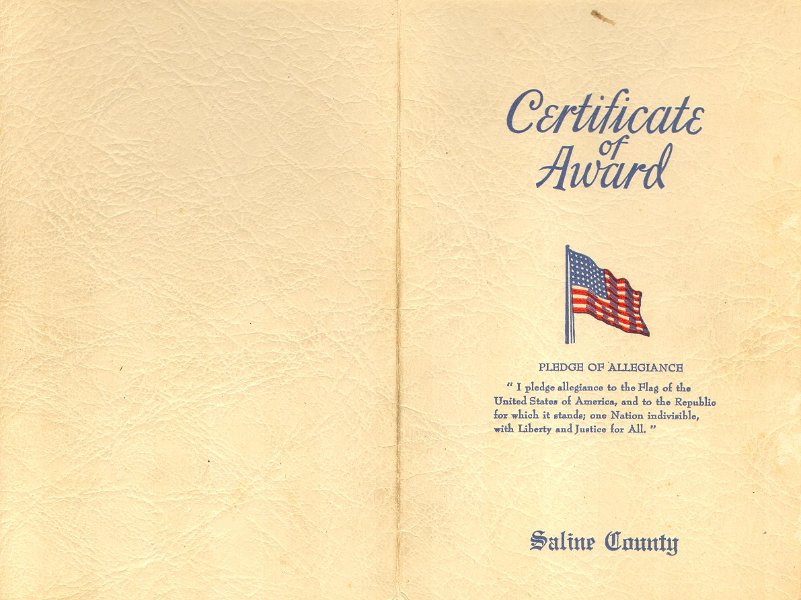 Certificate
of
Award
PLEDGE OF ALLEGIANCE
" I pledge allegiance to the Flag of the
United States of America, and to the Republic
for which it stands; one Nation indivisible,
with Liberty and Justice for All. "
Saline County